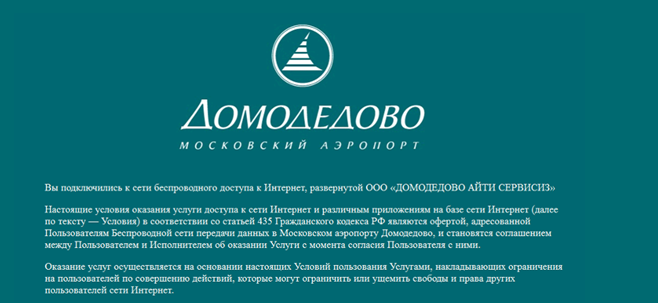 ДОМОДЕДОВО
МОСКОВСКИЙ АЭРОПОРТ
Вы подключились к сети беспроводного доступа к Интернет, развернутой ООО «ДОМОДЕДОВО АЙТИ СЕРВИСИЗ»
Настоящие условия оказания услуги доступа к сети Интернет и различным приложениям на базе сети Интернет (далее
по тексту — Условия) в соответствии со статьей 435 Гражданского кодекса РФ являются офертой, адресованной
Пользователям Беспроводной сети передачи данных в Московском аэропорту Домодедово, и становятся соглашением
между Пользователем и Исполнителем об оказании Услуги с момента согласия Пользователя с ними.
Оказание услуг осуществляется на основании настоящих Условий пользования Услугами, накладывающих ограничения
на пользователей по совершению действий, которые могут ограничить или ущемить свободы и права других
пользователей сети Интернет.